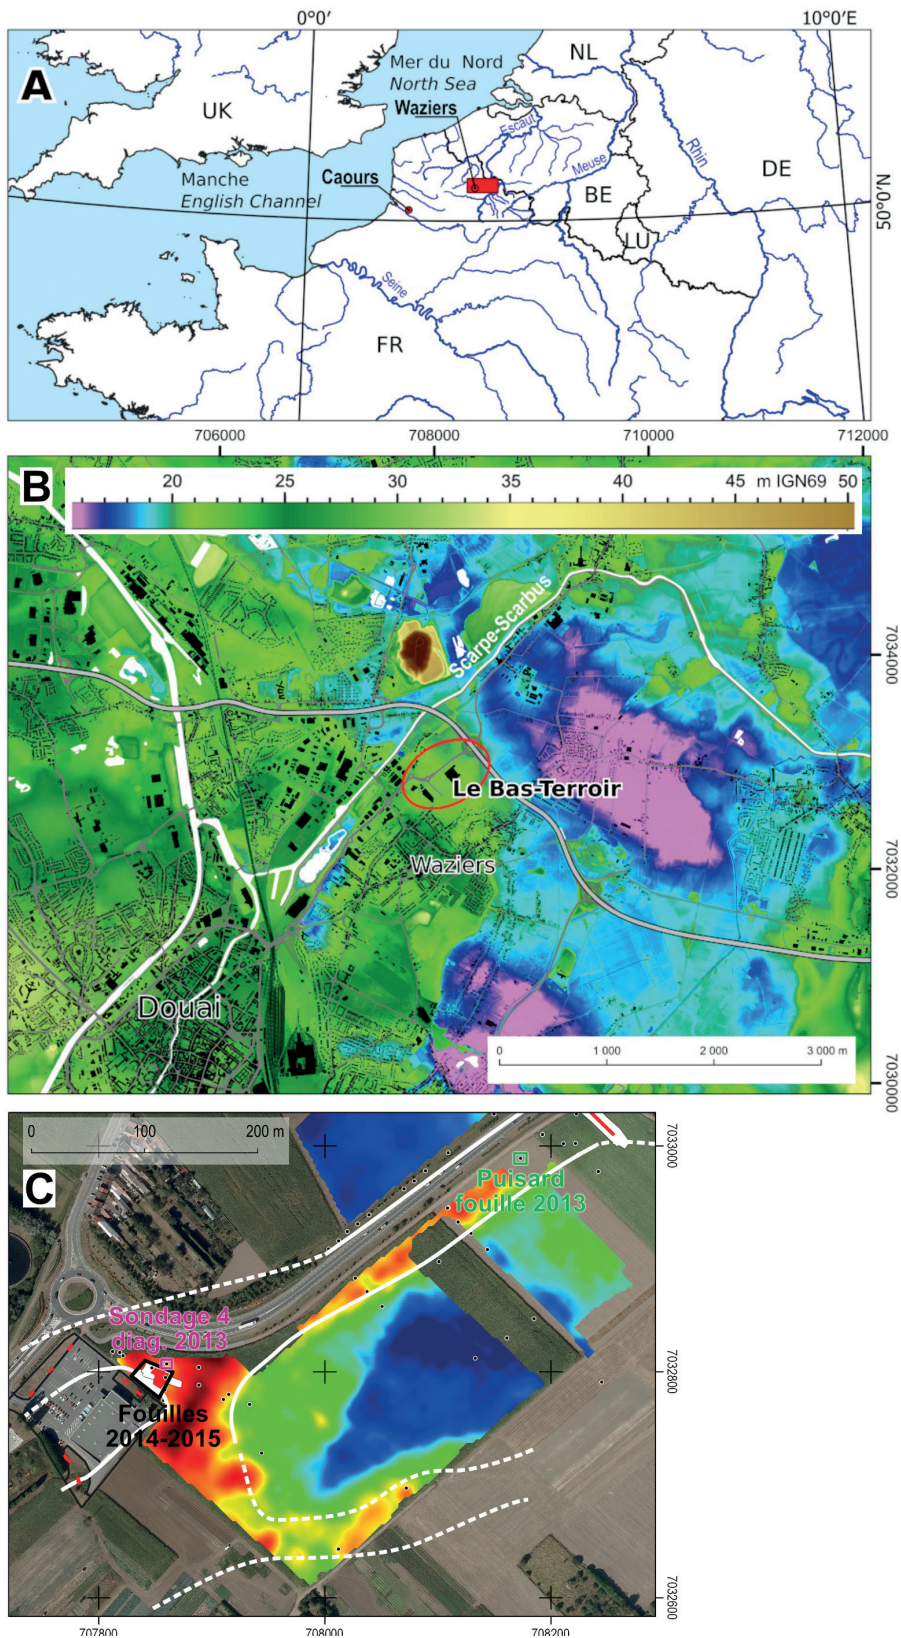 0°0′
10°0′E
A
Mer du Nord
North Sea
NL
Waziers
UK
Escaut
Rhin
Meuse
DE
Manche
English Channel
Caours
BE
50°0′N
LU
Seine
FR
706000
708000
710000
712000
B
20
25
30
35
40
45
m IGN69
50
Scarpe-Scarbus
7034000
Le Bas-Terroir
Waziers
7032000
Douai
0
1 000
2 000
3 000 m
7030000
0
100
200 m
7033000
C
Puisard
fouille 2013
Sondage 4
diag. 2013
7032800
Fouilles
2014-2015
7032600
707800
708000
708200